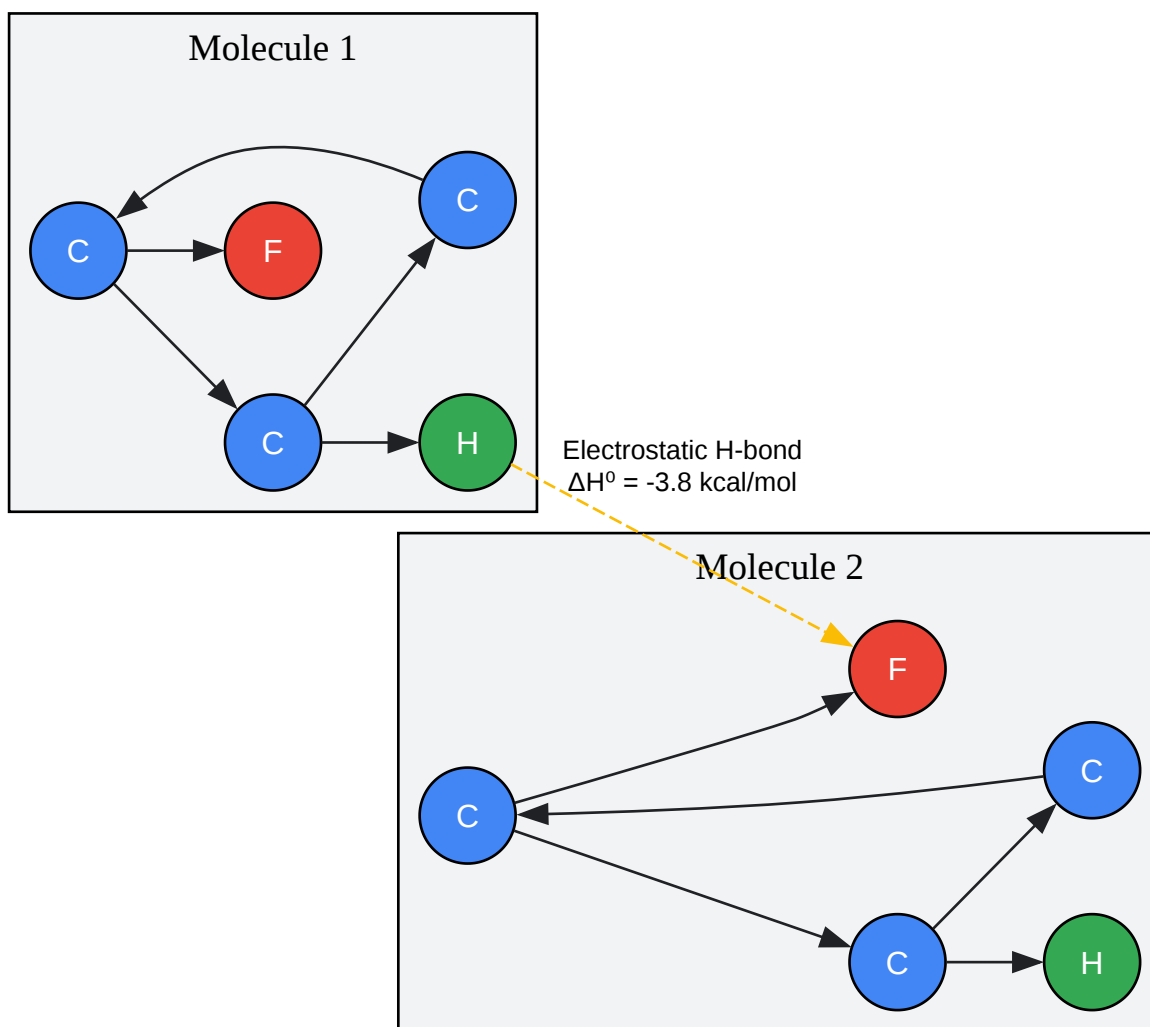 Molecule 1
C
C
F
C
H
Electrostatic H-bond
ΔH⁰ = -3.8 kcal/mol
Molecule 2
F
C
C
C
H